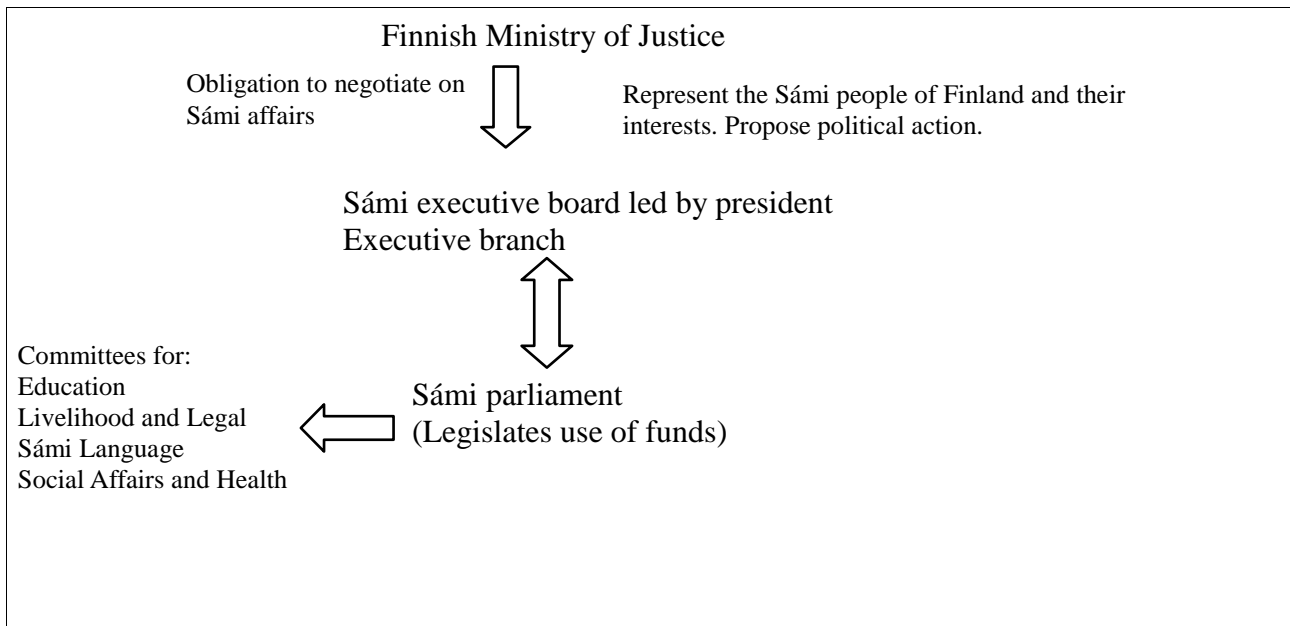 Finnish Ministry of Justice
Obligation to negotiate on
Sámi affairs
Represent the Sámi people of Finland and their
interests. Propose political action.
Sámi executive board led by president
Executive branch
Committees for:
Education
Livelihood and Legal
Sámi Language
Social Affairs and Health
Sámi parliament
(Legislates use of funds)